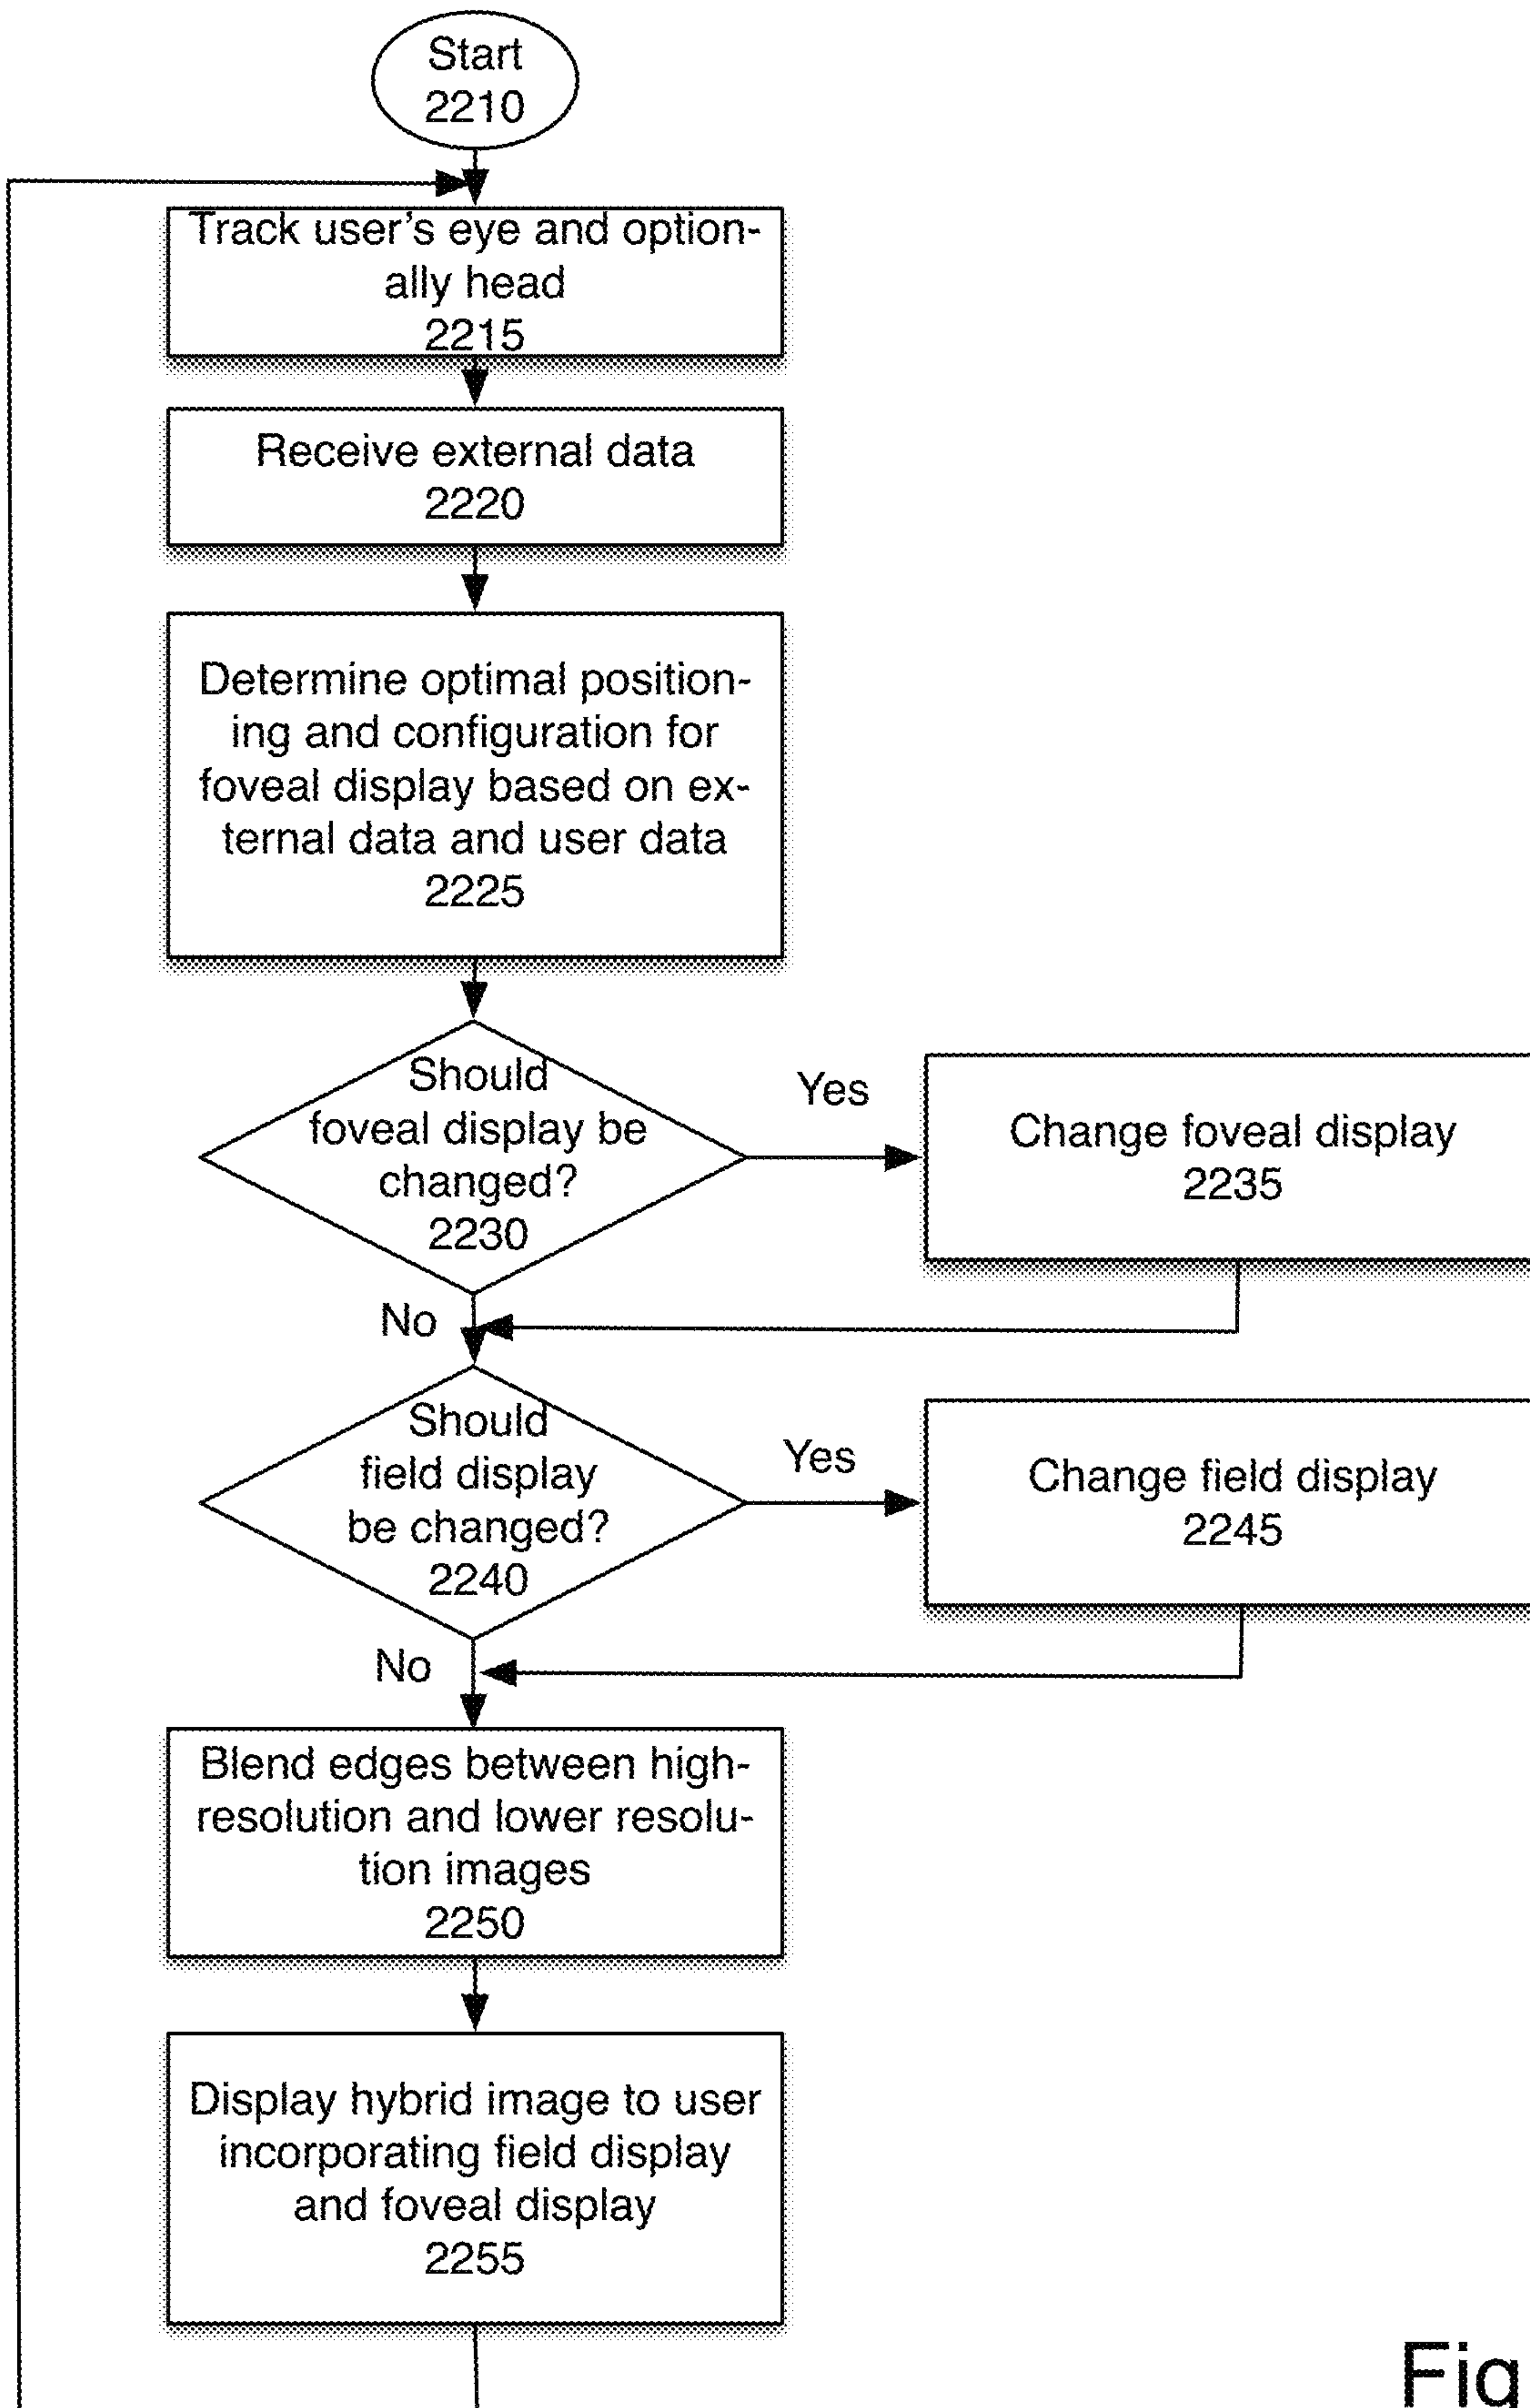 Start
2210
Track user's eye and option-
ally head
2215
Receive external data
2220
Determine optimal position-
ing and configuration for
foveal display based on ex-
ternal data and user data
2225
Should
foveal display be
changed?
2230
Yes
Change foveal display
2235
No
Should
field display
be changed?
2240
Yes
Change field display
2245
No
Blend edges between high-
resolution and lower resolu-
tion images
2250
Display hybrid image to user
incorporating field display
and foveal display
2255
Fig